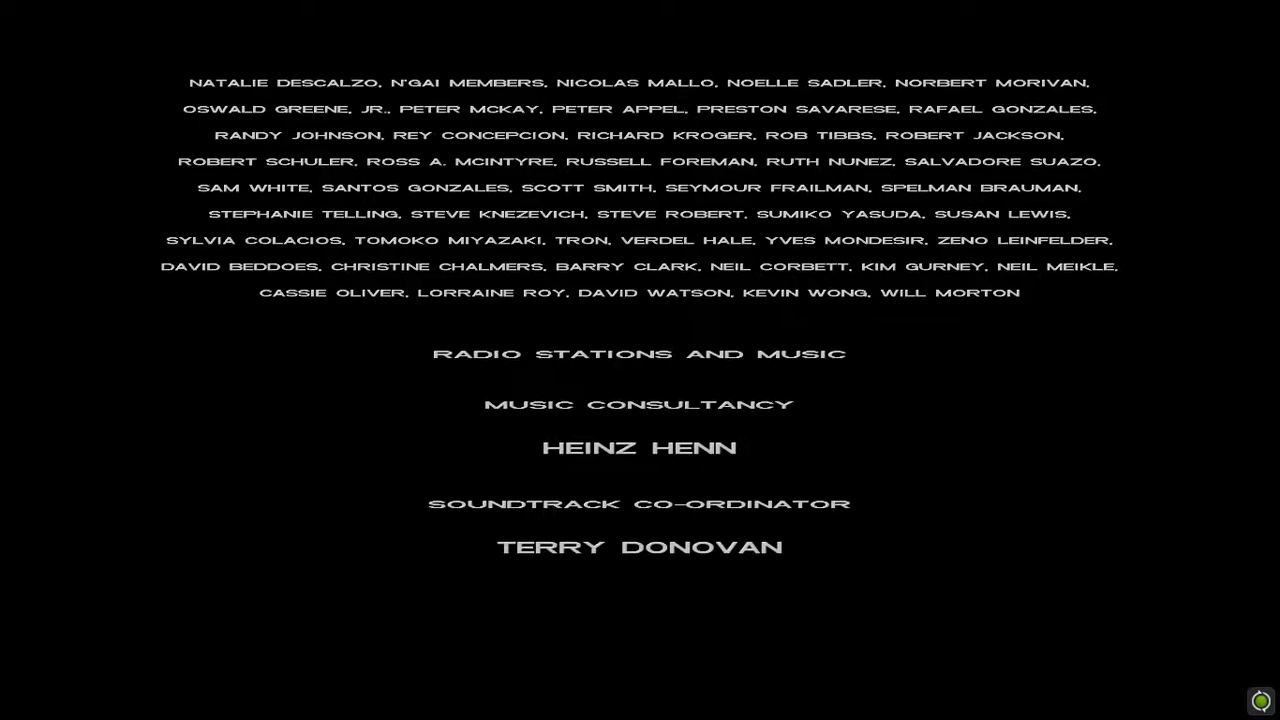 NATALIE DESCALZO, N'GAI MEMBERS, NICOLAS MALLO, NOELLE SADLER, NORBERT MORIVAN,
OSWALD GREENE, JR., PETER MCKAY, PETER APPEL, PRESTON SAVARESE, RAFAEL GONZALES,
RANDY JOHNSON, REY CONCEPCION, RICHARD KROGER, ROB TIBBS, ROBERT JACKSON,
ROBERT SCHULER, ROSS A. MCINTYRE, RUSSELL FOREMAN, RUTH NUNEZ, SALVADORE SUAZO,
SAM WHITE, SANTOS GONZALES, SCOTT SMITH, SEYMOUR FRAILMAN, SPELMAN BRAUMAN,
STEPHANIE TELLING, STEVE KNEZEVICH, STEVE ROBERT, SUMIKO YASUDA, SUSAN LEWIS,
SYLVIA COLACIOS, TOMOKO MIYAZAKI, TRON, VERDEL HALE, YVES MONDESIR, ZENO LEINFELDER,
DAVID BEDDOES, CHRISTINE CHALMERS, BARRY CLARK, NEIL CORBETT, KIM GURNEY, NEIL MEIKLE,
CASSIE OLIVER, LORRAINE ROY, DAVID WATSON, KEVIN WONG, WILL MORTON
RADIO STATIONS AND MUSIC
MUSIC CONSULTANCY
HEINZ HENN
SOUNDTRACK CO-ORDINATOR
TERRY DONOVAN